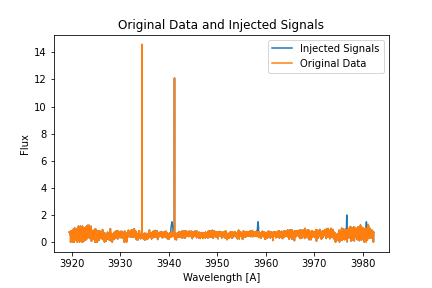 Original Data and Injected Signals
Injected Signals
Original Data
Flux
14
12
10
8
6
4
2
0
3920 3930 3940 3950 3960 3970 3980
Wavelength [A]